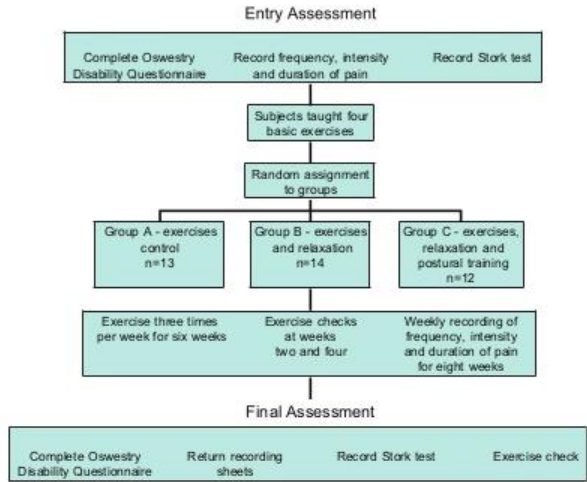 Entry Assessment
Complete Oswestry
Disability Questionnaire
Record frequency, intensity
and duration of pain
Record Stork test
Subjects taught four
basic exercises
Random assignment
to groups
Group A - exercises
control
n=13
Group B - exercises
and relaxation
n=14
Group C - exercises,
relaxation and
postural training
n=12
Exercise three times
per week for six weeks
Exercise checks
at weeks
two and four
Weekly recording of
frequency, intensity
and duration of pain
for eight weeks
Final Assessment
Complete Oswestry
Disability Questionnaire
Return recording
sheets
Record Stork test
Exercise check